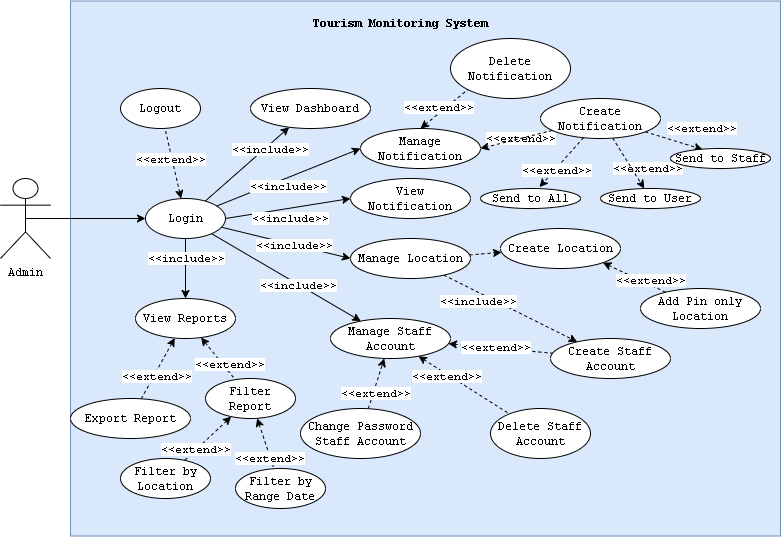 Tourism Monitoring System
Delete
Notification
Logout
View Dashboard
<<extend>>
Create
Notification
<<extend>>
Manage
Notification
<<extend>>
<<include>>
<<extend>>
Send to Staff
<<extend>>
<<extend>>
<<include>>
View
Notification
Send to All
Send to User
Login
<<include>>
Admin
<<include>>
Manage Location
Create Location
<<include>>
<<include>>
<<extend>>
<<include>>
Add Pin only
Location
View Reports
Manage Staff
Account
<<extend>>
Create Staff
Account
<<extend>>
<<extend>>
<<extend>>
<<extend>>
Filter
Report
Export Report
Change Password
Staff Account
Delete Staff
Account
<<extend>>
<<extend>>
Filter by
Location
Filter by
Range Date